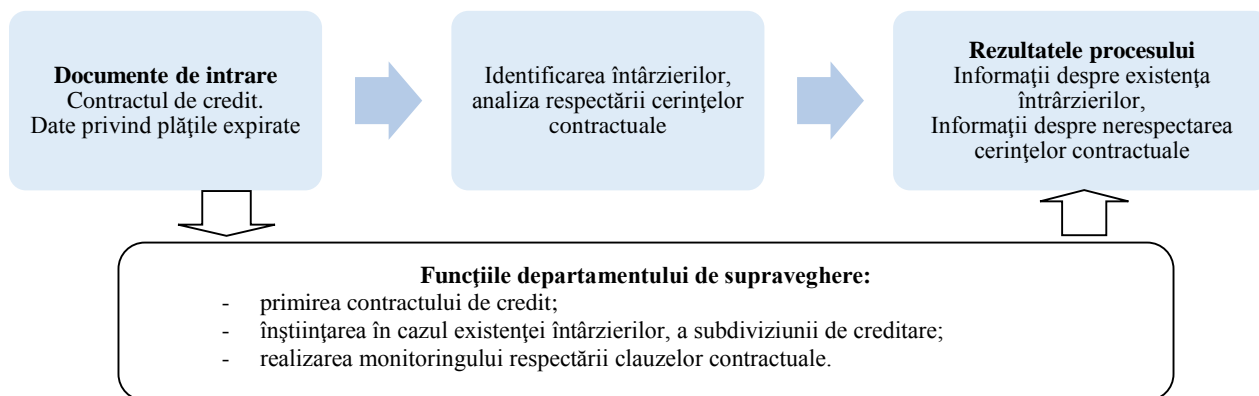 Documente de intrare
Contractul de credit.
Date privind plăţile expirate
Identificarea întârzierilor,
analiza respectării cerinţelor
contractuale
Rezultatele procesului
Informaţii despre existenţa
întrârzierilor,
Informaţii despre nerespectarea
cerinţelor contractuale
Funcţiile departamentului de supraveghere:
- primirea contractului de credit;
- înştiinţarea în cazul existenţei întârzierilor, a subdiviziunii de creditare;
- realizarea monitoringului respectării clauzelor contractuale.